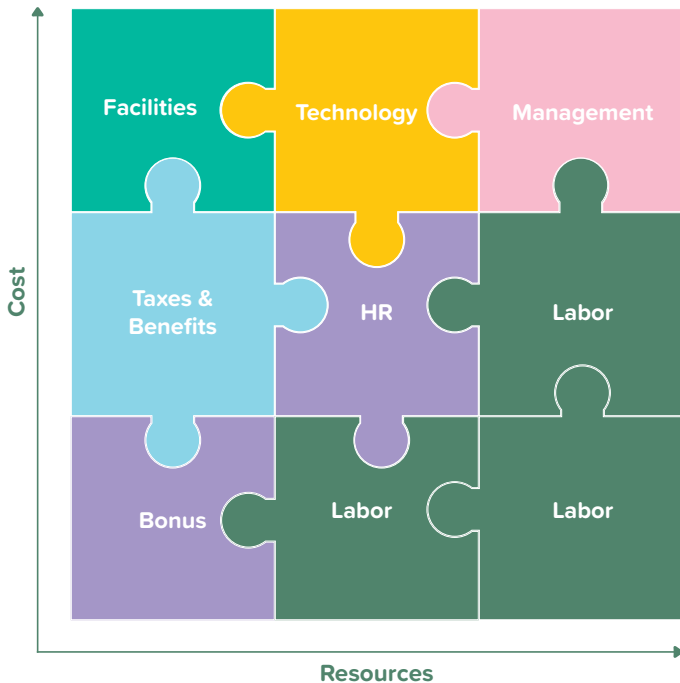 Facilities
Technology
Management
Cost
Taxes &
Benefits
HR
Labor
Bonus
Labor
Labor
Resources